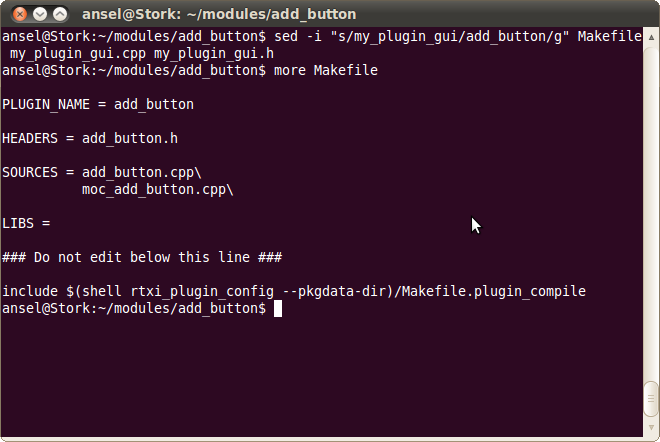 ansel@Stork: ~/modules/add_button
ansel@Stork:~/modules/add_button$ sed -i "s/my_plugin_gui/add_button/g" Makefile
 my_plugin_gui.cpp my_plugin_gui.h
ansel@Stork:~/modules/add_button$ more Makefile
PLUGIN_NAME = add_button
HEADERS = add_button.h
SOURCES = add_button.cpp\
          moc_add_button.cpp\
LIBS =
### Do not edit below this line ###
include $(shell rtxi_plugin_config --pkgdata-dir)/Makefile.plugin_compile
ansel@Stork:~/modules/add_button$